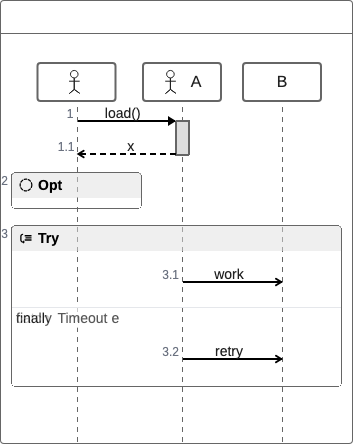 A
B
1
load()
1.1
x
2
Opt
3
Try
3.1
work
finally Timeout e
3.2
retry